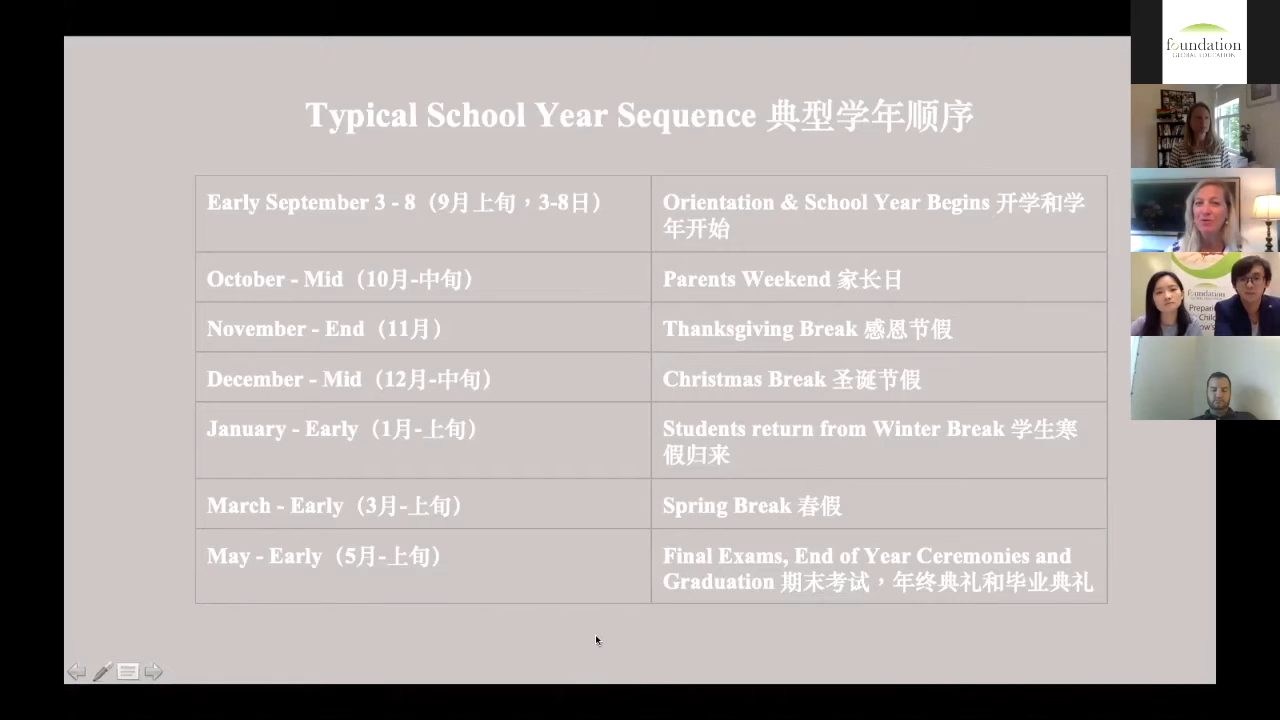 foundation
GLOBAL EDUCATION
Typical School Year Sequence 典型学年顺序
Early September 3 - 8（9月上旬，3-8日）
Orientation & School Year Begins 开学和学
年开始
October - Mid（10月-中旬）
Parents Weekend 家长日
November - End（11月）
Thanksgiving Break 感恩节假
December - Mid（12月-中旬）
Christmas Break 圣诞节假
January - Early（1月-上旬）
Students return from Winter Break 学生寒
假归来
March - Early（3月-上旬）
Spring Break 春假
May - Early（5月-上旬）
Final Exams, End of Year Ceremonies and
Graduation 期末考试，年终典礼和毕业典礼
foundation